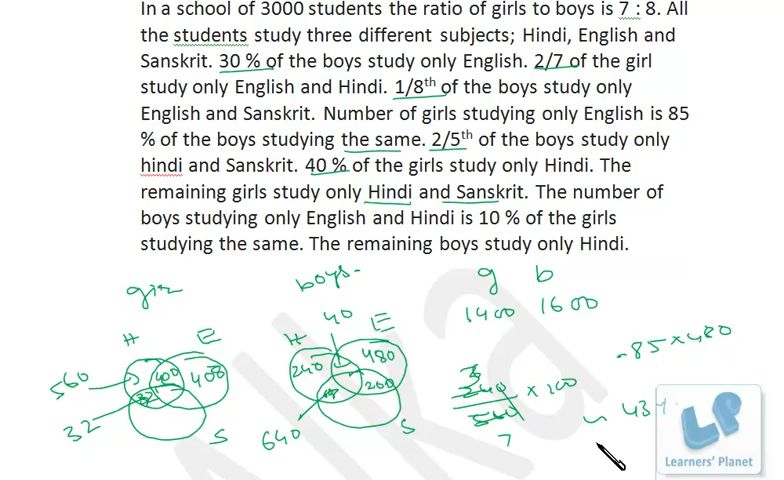 In a school of 3000 students the ratio of girls to boys is 7 : 8. All
the students study three different subjects; Hindi, English and
Sanskrit. 30 % of the boys study only English. 2/7 of the girl
study only English and Hindi. 1/8th of the boys study only
English and Sanskrit. Number of girls studying only English is 85
% of the boys studying the same. 2/5th of the boys study only
hindi and Sanskrit. 40 % of the girls study only Hindi. The
remaining girls study only Hindi and Sanskrit. The number of
boys studying only English and Hindi is 10 % of the girls
studying the same. The remaining boys study only Hindi.
boys g b
40 1400 1600
H E H E
560 400 408 240 480 200
32 S 640 S
3
240 × 100
560
7
.85 × 480
43 %
LP
Learners' Planet
Alka